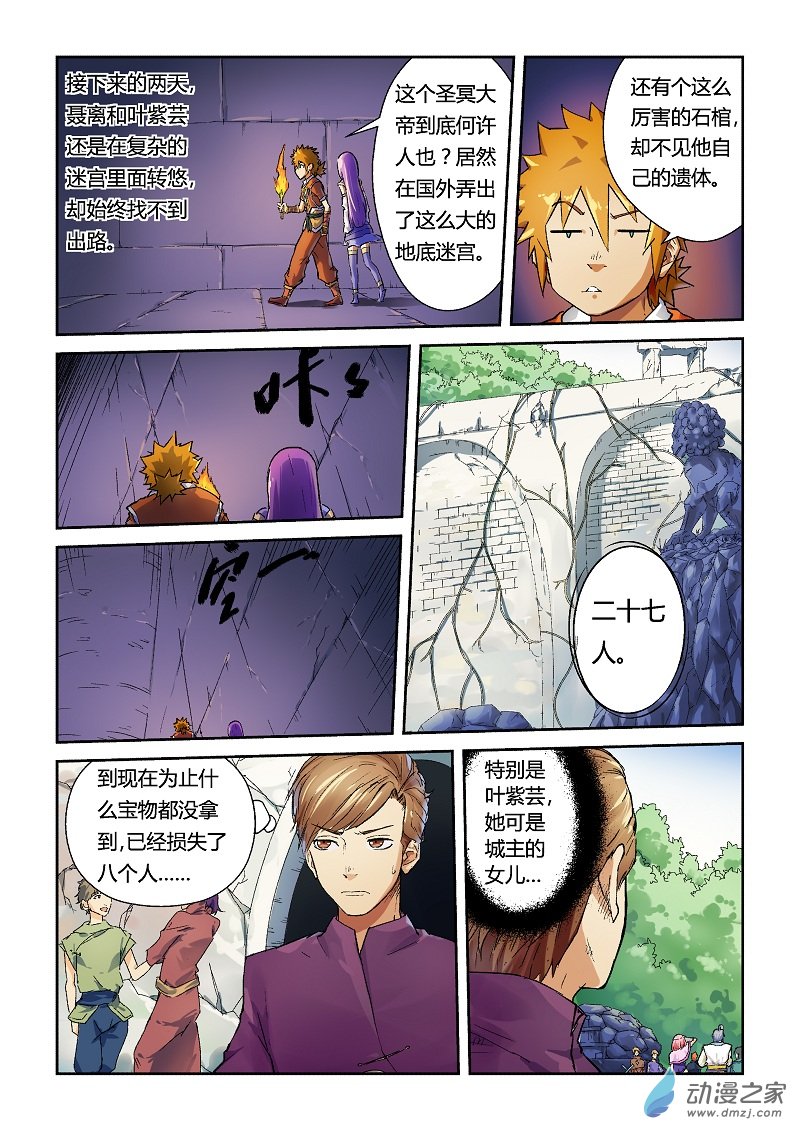 接下来的两天，
聂离和叶紫芸
还是在复杂的
迷宫里面转悠，
却始终找不到
出路。
这个圣冥大
帝到底何许
人也？居然
在国外弄出
了这么大的
地底迷宫。
还有个这么
厉害的石棺，
却不见他自
己的遗体。
咔
空
二十七
人。
到现在为止什
么宝物都没拿
到，已经损失了
八个人……
特别是
叶紫芸，
她可是
城主的
女儿…
动漫之家
www.dmzj.com